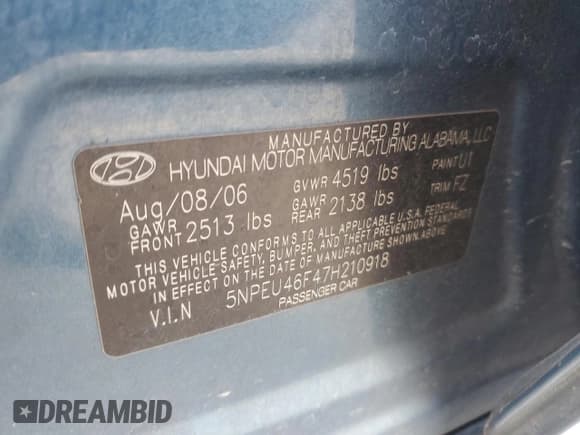 MANUFACTURED BY
HYUNDAI MOTOR MANUFACTURING ALABAMA, LLC
Aug/08/06 GVWR 4519 lbs PAINT U1
GAWR FRONT 2513 lbs GAWR REAR 2138 lbs TRIM FZ
THIS VEHICLE CONFORMS TO ALL APPLICABLE U.S.A. FEDERAL
MOTOR VEHICLE SAFETY, BUMPER, AND THEFT PREVENTION STANDARDS
IN EFFECT ON THE DATE OF MANUFACTURE SHOWN ABOVE.
V.I.N 5NPEU46F47H210918
PASSENGER CAR
DREAMBID